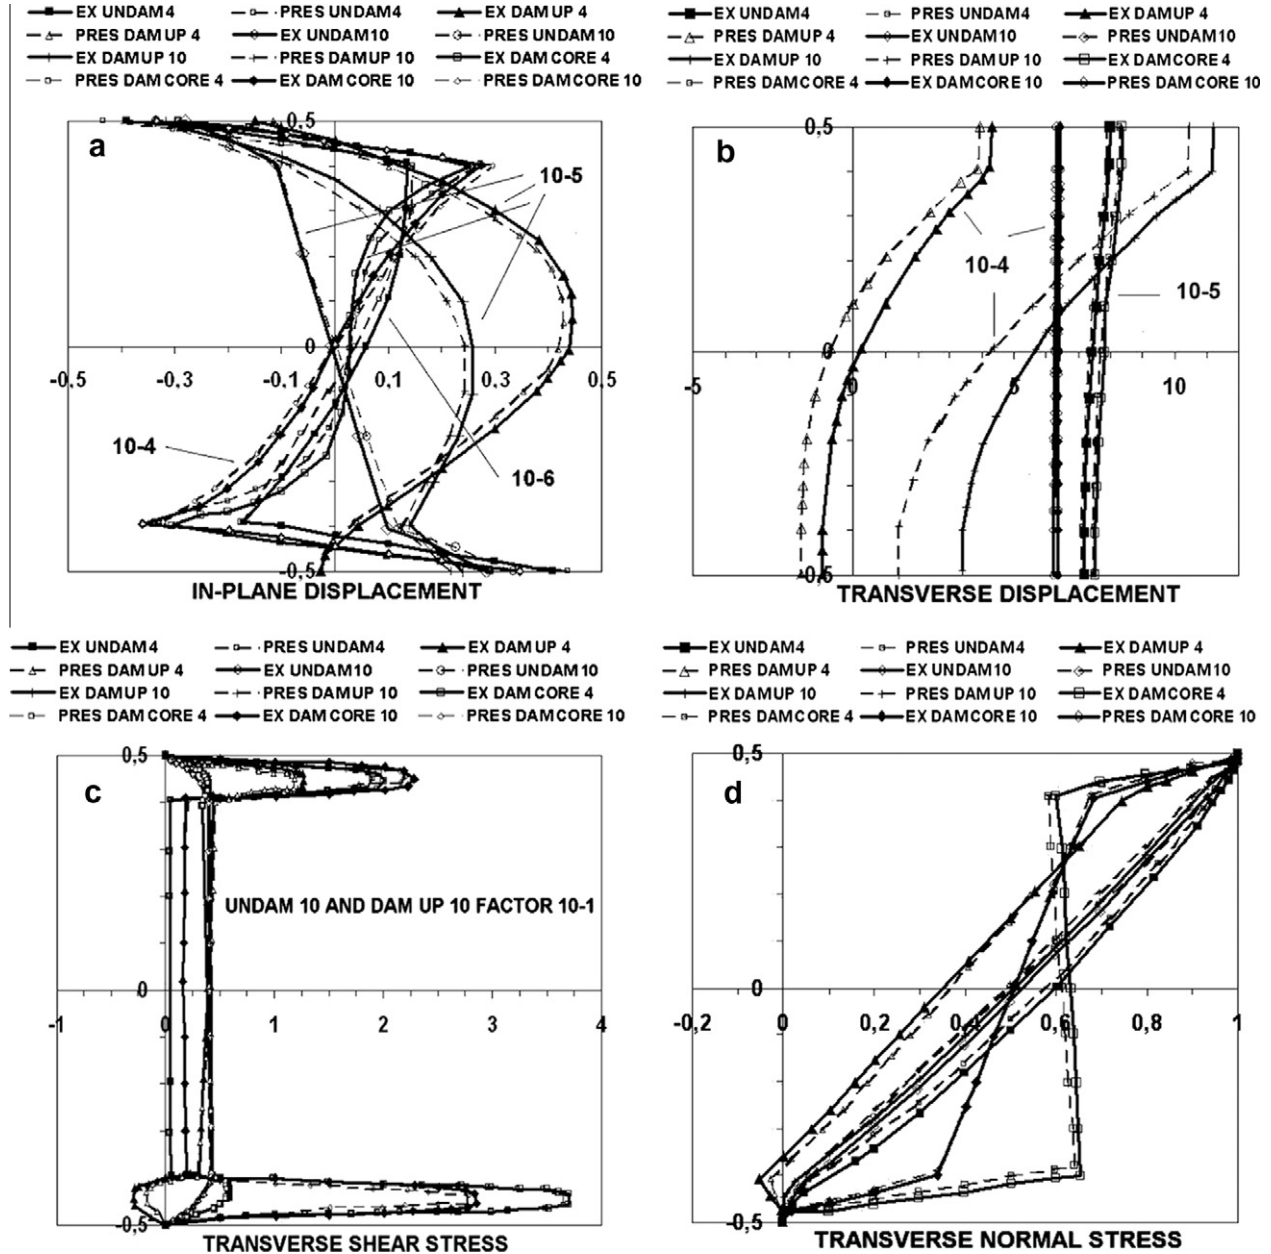 EX UNDAM4 PRES UNDAM4 EX DAMUP 4
PRES DAMUP 4 EX UNDAM10 PRES UNDAM10
EX DAMUP 10 PRES DAMUP 10 EX DAMCORE 4
PRES DAMCORE 4 EX DAMCORE 10 PRES DAMCORE 10
a
0,5
10-5
0
-0,5 -0,3 -0,1 0,1 0,3 0,5
10-4
10-6
-0,5
IN-PLANE DISPLACEMENT
EX UNDAM4 PRES UNDAM4 EX DAMUP 4
PRES DAMUP 4 EX UNDAM10 PRES UNDAM10
EX DAMUP 10 PRES DAMUP 10 EX DAMCORE 4
PRES DAMCORE 4 EX DAMCORE 10 PRES DAMCORE 10
b
0,5
10-4
10-5
0
-5 0 5 10
-0,5
TRANSVERSE DISPLACEMENT
EX UNDAM4 PRES UNDAM4 EX DAMUP 4
PRES DAMUP 4 EX UNDAM10 PRES UNDAM10
EX DAMUP 10 PRES DAMUP 10 EX DAMCORE 4
PRES DAMCORE 4 EX DAMCORE 10 PRES DAMCORE 10
0,5
c
UNDAM 10 AND DAM UP 10 FACTOR 10-1
0
-1 0 1 2 3 4
-0,5
TRANSVERSE SHEAR STRESS
EX UNDAM4 PRES UNDAM4 EX DAMUP 4
PRES DAMUP 4 EX UNDAM10 PRES UNDAM10
EX DAMUP 10 PRES DAMUP 10 EX DAMCORE 4
PRES DAMCORE 4 EX DAMCORE 10 PRES DAMCORE 10
0,5
d
0
-0,2 0 0,2 0,4 0,6 0,8 1
-0,5
TRANSVERSE NORMAL STRESS